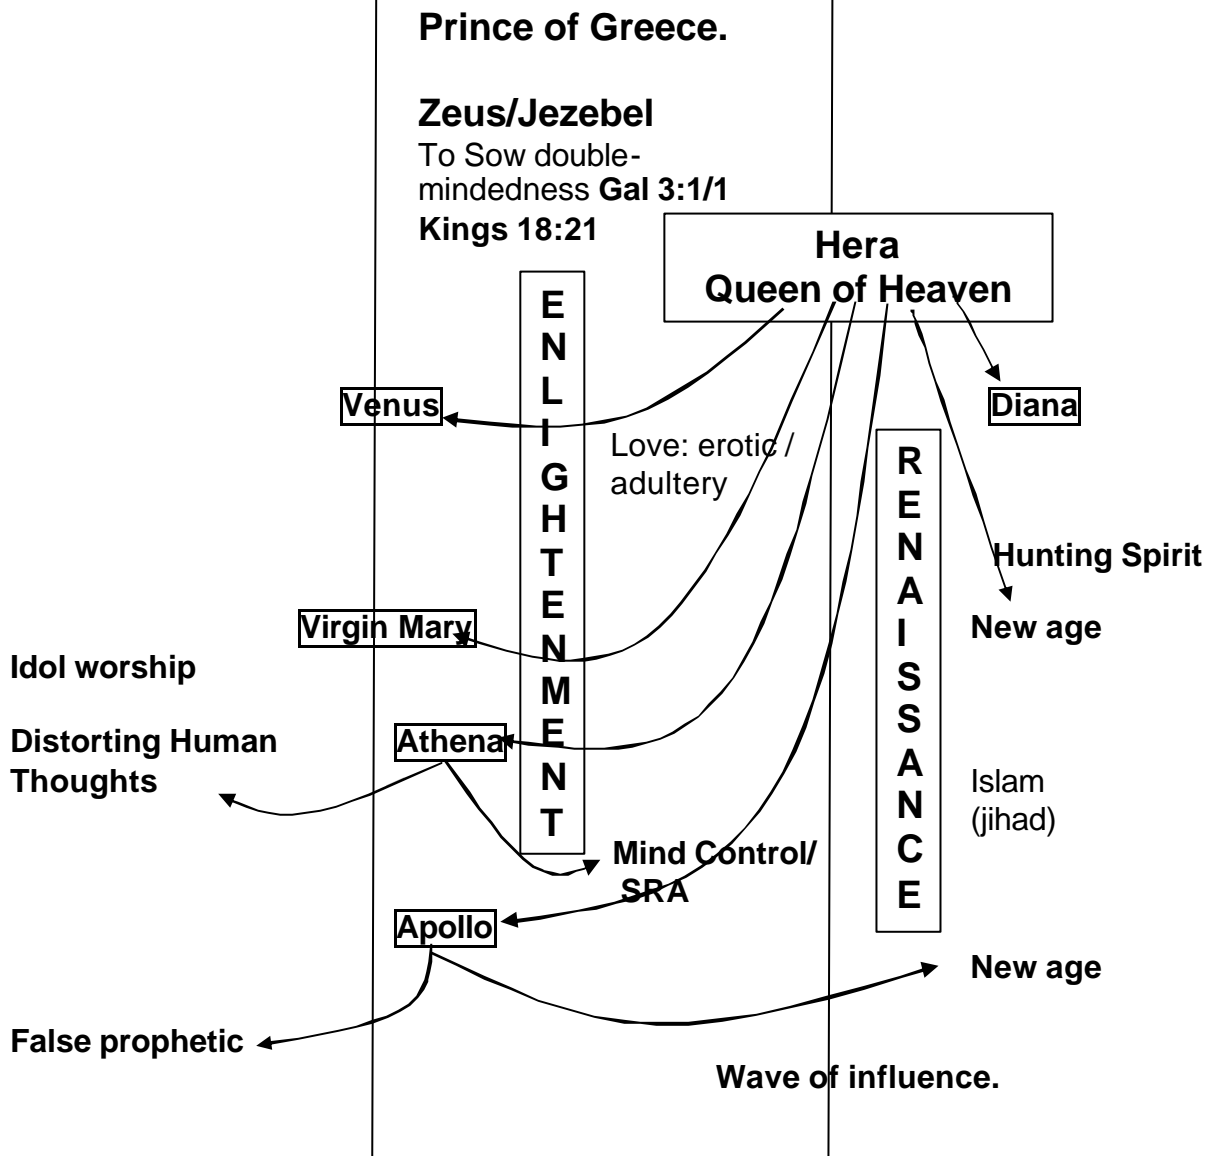 Prince of Greece.
Zeus/Jezebel
To Sow double-
mindedness Gal 3:1/1
Kings 18:21
Hera
Queen of Heaven
ENLIGHTENMENT
Venus
Diana
Love: erotic /
adultery
RENAISSANCE
Hunting Spirit
Virgin Mary
New age
Idol worship
Athena
Distorting Human
Thoughts
Islam
(jihad)
Mind Control/
SRA
Apollo
New age
False prophetic
Wave of influence.